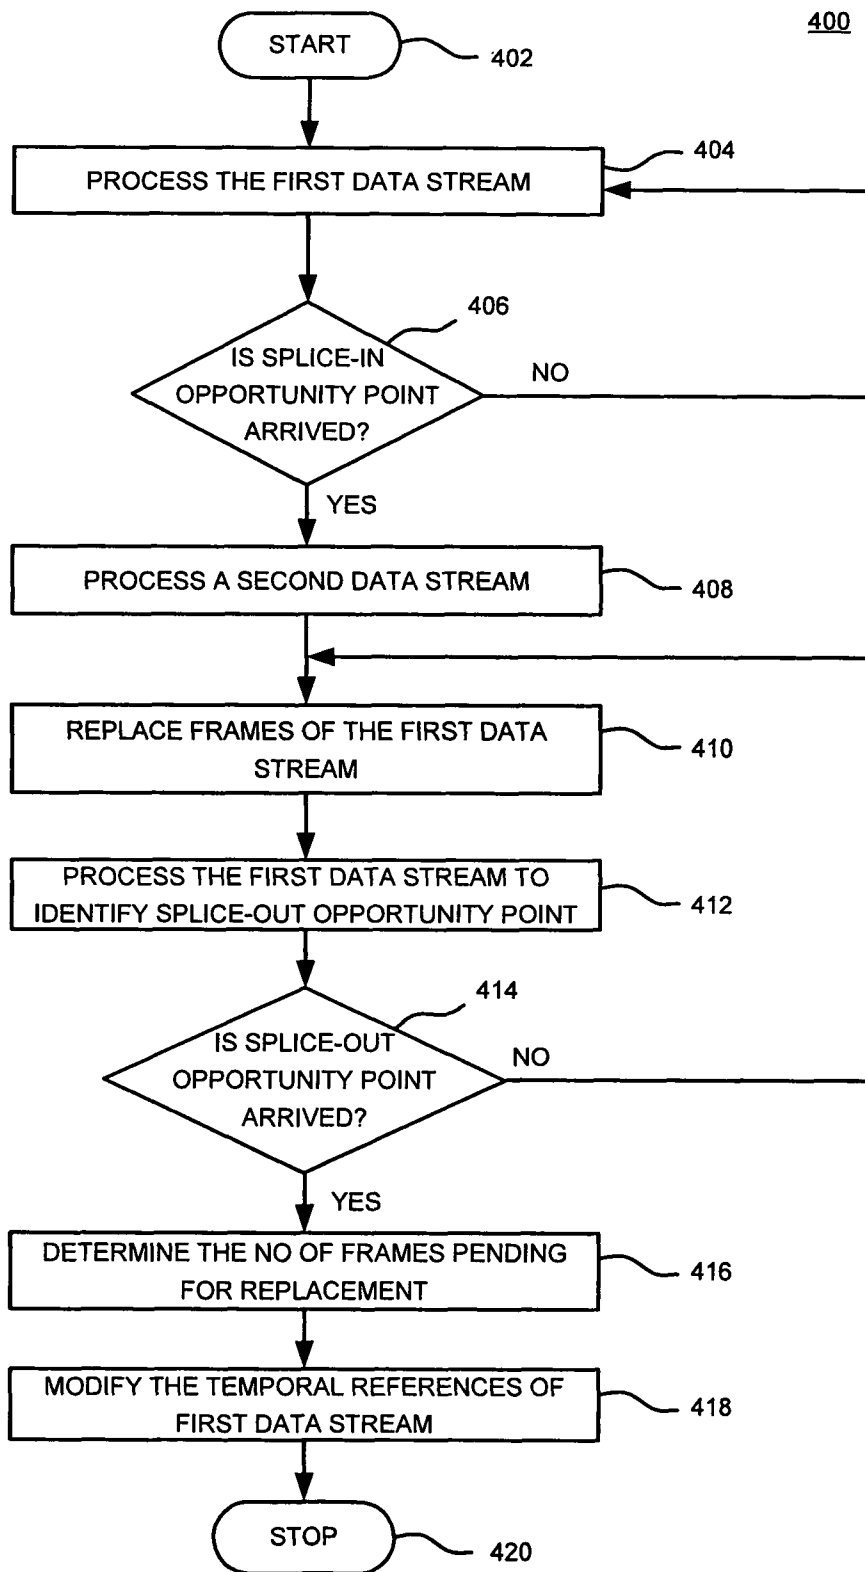 400
START
402
404
PROCESS THE FIRST DATA STREAM
406
IS SPLICE-IN
OPPORTUNITY POINT
ARRIVED?
NO
YES
PROCESS A SECOND DATA STREAM
408
REPLACE FRAMES OF THE FIRST DATA
STREAM
410
PROCESS THE FIRST DATA STREAM TO
IDENTIFY SPLICE-OUT OPPORTUNITY POINT
412
414
IS SPLICE-OUT
OPPORTUNITY POINT
ARRIVED?
NO
YES
DETERMINE THE NO OF FRAMES PENDING
FOR REPLACEMENT
416
MODIFY THE TEMPORAL REFERENCES OF
FIRST DATA STREAM
418
STOP
420